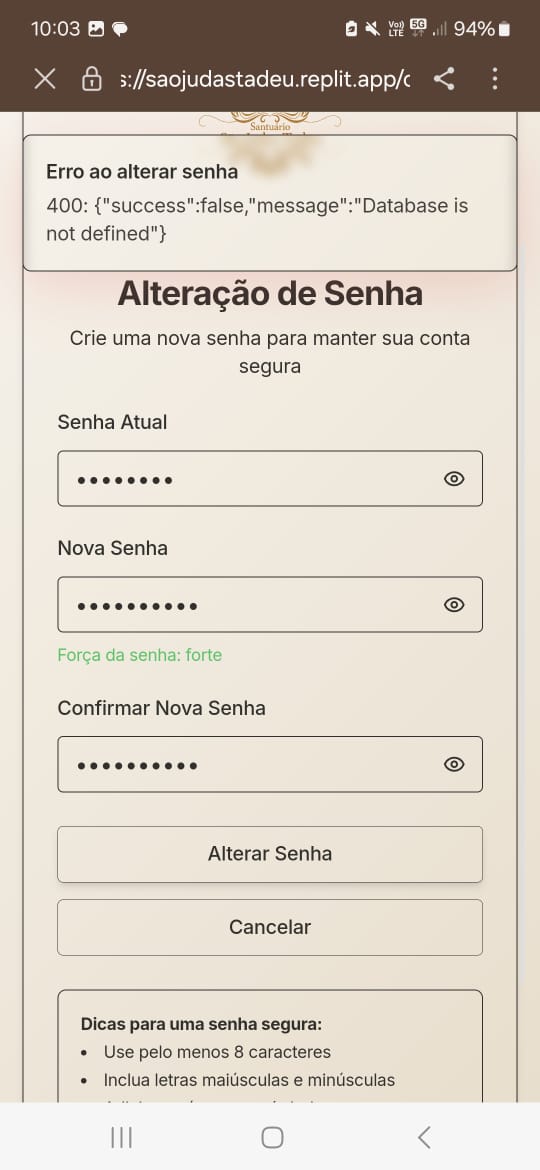 10:03
Vo))
LTE
5G
94%
s://saojudastadeu.replit.app/c
Santuário
Erro ao alterar senha
400: {"success":false,"message":"Database is
not defined"}
Alteração de Senha
Crie uma nova senha para manter sua conta
segura
Senha Atual
••••••••
Nova Senha
••••••••••
Força da senha: forte
Confirmar Nova Senha
••••••••••
Alterar Senha
Cancelar
Dicas para uma senha segura:
• Use pelo menos 8 caracteres
• Inclua letras maiúsculas e minúsculas